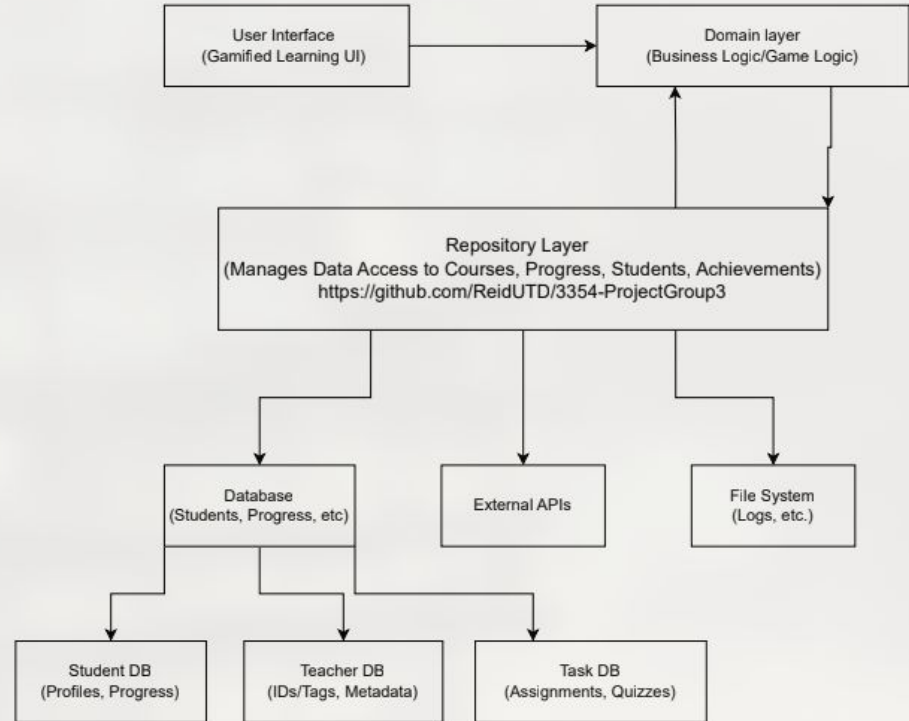 User Interface
(Gamified Learning UI)
Domain layer
(Business Logic/Game Logic)
Repository Layer
(Manages Data Access to Courses, Progress, Students, Achievements)
https://github.com/ReidUTD/3354-ProjectGroup3
Database
(Students, Progress, etc)
External APIs
File System
(Logs, etc.)
Student DB
(Profiles, Progress)
Teacher DB
(IDs/Tags, Metadata)
Task DB
(Assignments, Quizzes)